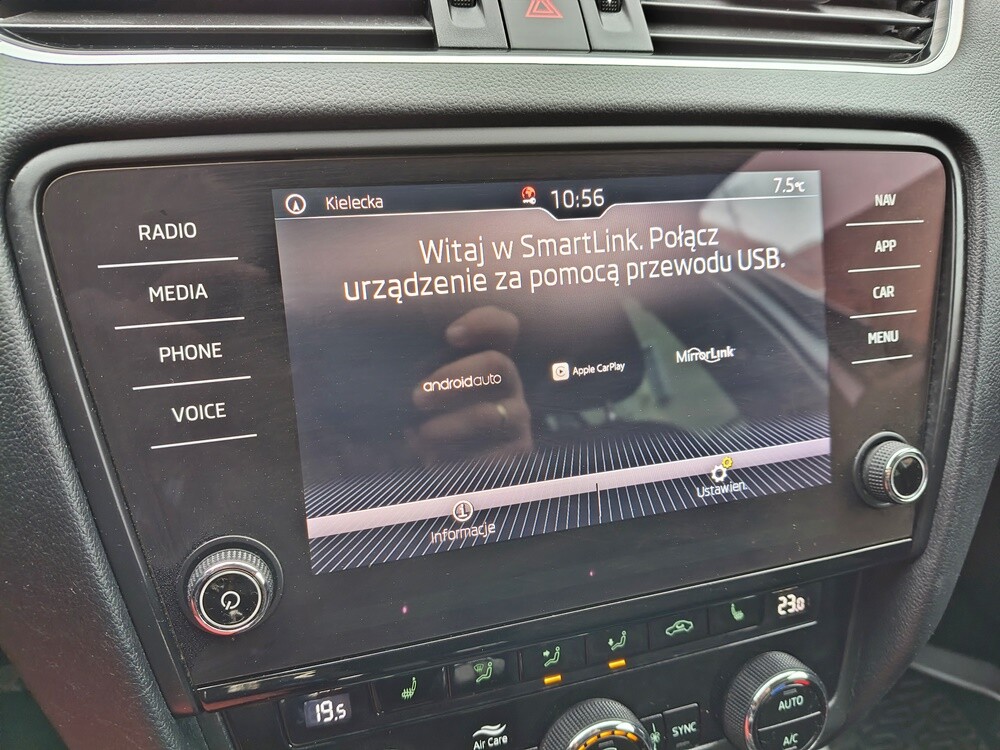 Kielecka
10:56
7.5°C
Witaj w SmartLink. Połącz
urządzenie za pomocą przewodu USB.
androidauto
Apple CarPlay
MirrorLink
Informacje
Ustawien.
RADIO
MEDIA
PHONE
VOICE
NAV
APP
CAR
MENU
19.5
23.0
Air Care
SYNC
AUTO
A/C